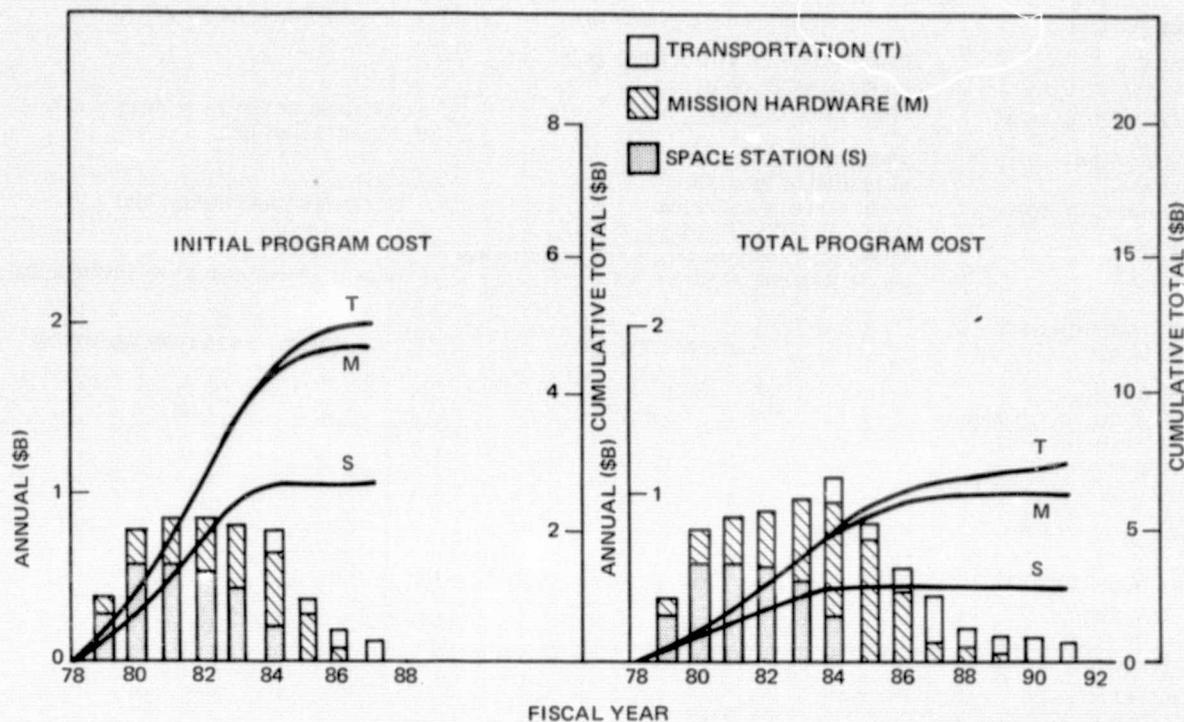 TRANSPORTATION (T)
MISSION HARDWARE (M)
SPACE STATION (S)
INITIAL PROGRAM COST
TOTAL PROGRAM COST
ANNUAL ($B)
2
1
0
T
M
S
78 80 82 84 86 88
CUMULATIVE TOTAL ($B)
8
6
4
2
ANNUAL ($B)
2
1
0
T
M
S
78 80 82 84 86 88 90 92
CUMULATIVE TOTAL ($B)
20
15
10
5
0
FISCAL YEAR